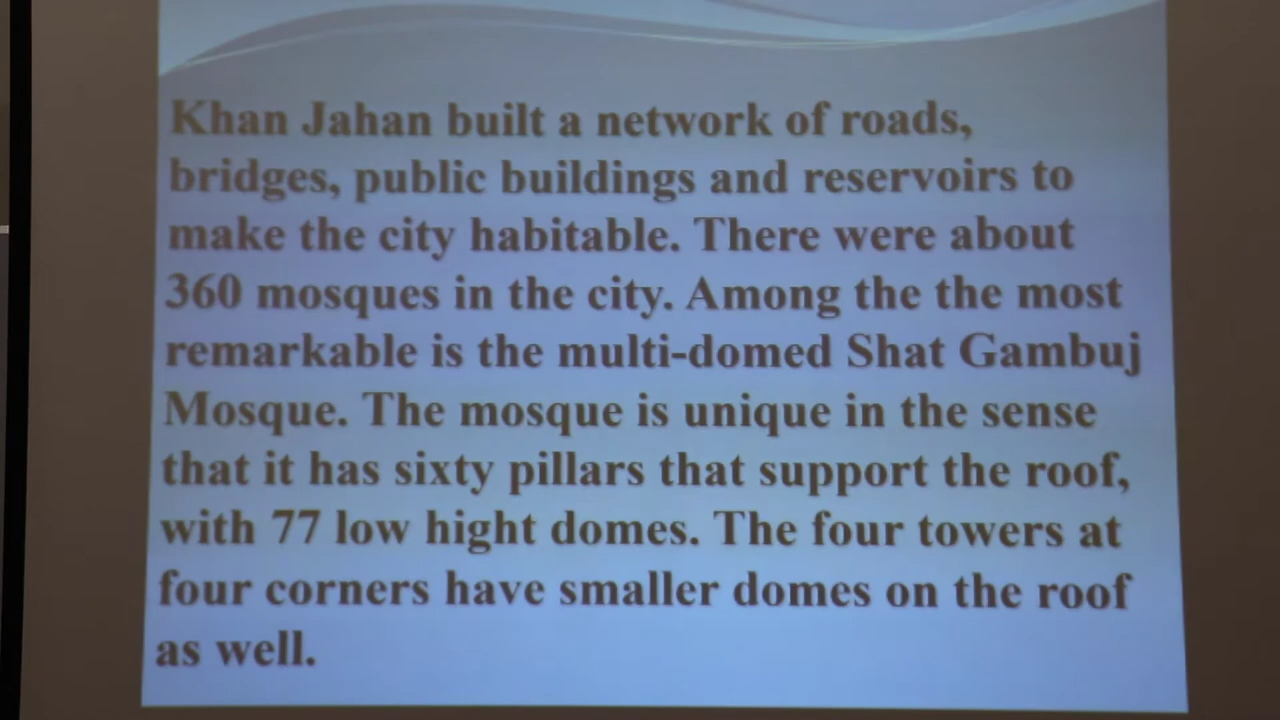 Khan Jahan built a network of roads,
bridges, public buildings and reservoirs to
make the city habitable. There were about
360 mosques in the city. Among the the most
remarkable is the multi-domed Shat Gambuj
Mosque. The mosque is unique in the sense
that it has sixty pillars that support the roof,
with 77 low hight domes. The four towers at
four corners have smaller domes on the roof
as well.